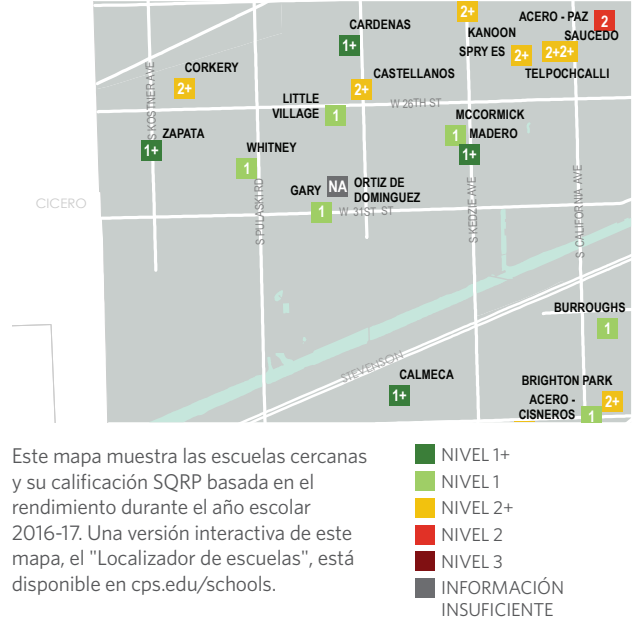 2+
ACERO - PAZ
2
CARDENAS
KANOON
SAUCEDO
1+
SPRY ES
2+
2+
2+
CORKERY
CASTELLANOS
TELPOCHCALLI
2+
2+
S KOSTNER AVE
LITTLE
VILLAGE
W 26TH ST
1
MCCORMICK
ZAPATA
1
MADERO
1+
WHITNEY
1+
1
GARY
NA
ORTIZ DE
DOMINGUEZ
CICERO
1
W 31ST ST
S PULASKI RD
S KEDZIE AVE
S CALIFORNIA AVE
BURROUGHS
1
STEVENSON
CALMECA
BRIGHTON PARK
1+
ACERO -
CISNEROS
2+
1
Este mapa muestra las escuelas cercanas
y su calificación SQRP basada en el
rendimiento durante el año escolar
2016-17. Una versión interactiva de este
mapa, el "Localizador de escuelas", está
disponible en cps.edu/schools.
NIVEL 1+
NIVEL 1
NIVEL 2+
NIVEL 2
NIVEL 3
INFORMACIÓN
INSUFICIENTE